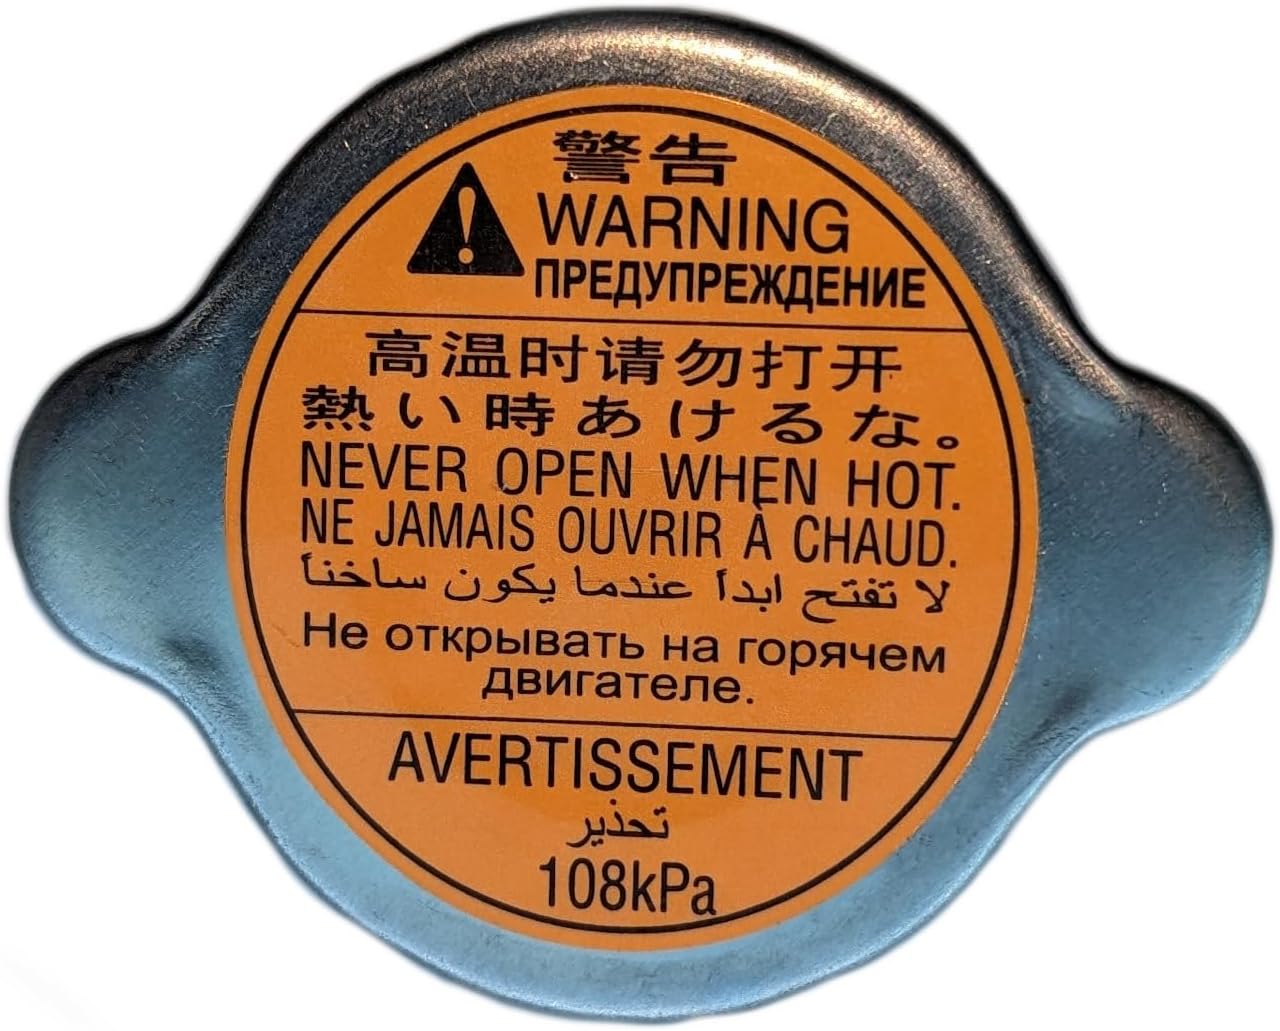 警告
WARNING
ПРЕДУПРЕЖДЕНИЕ
高温时请勿打开
熱い時あけるな。
NEVER OPEN WHEN HOT.
NE JAMAIS OUVRIR À CHAUD.
لا تفتح ابدأ عندما يكون ساخنأ
Не открывать на горячем
двигателе.
AVERTISSEMENT
تحذير
108kPa